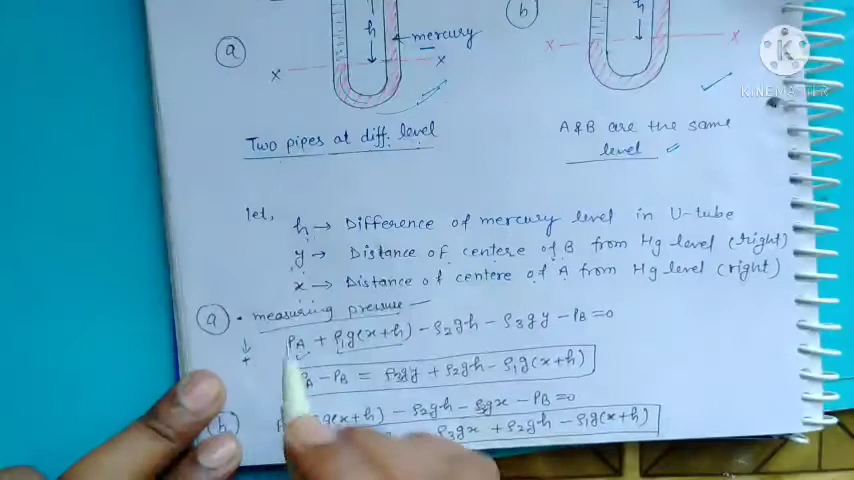 h
h
a
mercury
b
x
x
x
x
K
KINEMASTER
Two pipes at diff. level
A & B are the same
level
let,
h → Difference of mercury level in U-tube
y → Distance of centere of B from Hg level (right)
x → Distance of centere of A from Hg level (right)
a • measuring pressure —
PA + ρ1g(x+h) - ρ2gh - ρ3gy - PB = 0
PA - PB = ρ3gy + ρ2gh - ρ1g(x+h)
b g(x+h) - ρ2gh - ρ3gx - PB = 0
ρ3gx + ρ2gh - ρ1g(x+h)